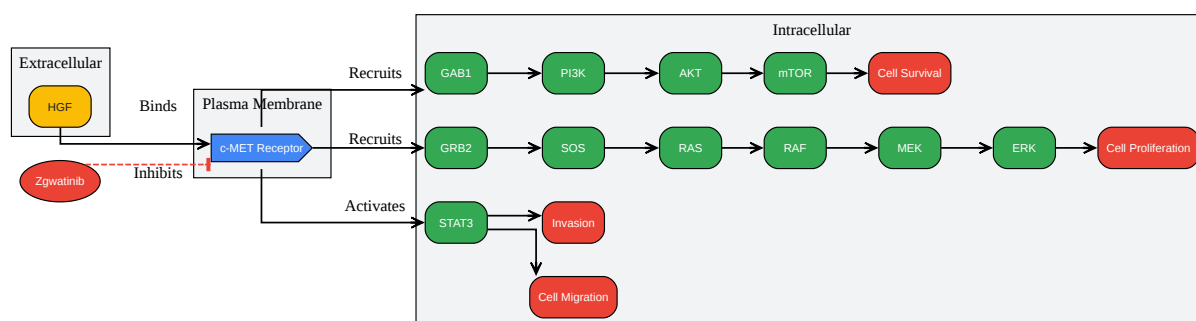 Extracellular
HGF
Binds
Plasma Membrane
c-MET Receptor
Zgwatinib
Inhibits
Intracellular
Recruits
GAB1
PI3K
AKT
mTOR
Cell Survival
Recruits
GRB2
SOS
RAS
RAF
MEK
ERK
Cell Proliferation
Activates
STAT3
Invasion
Cell Migration